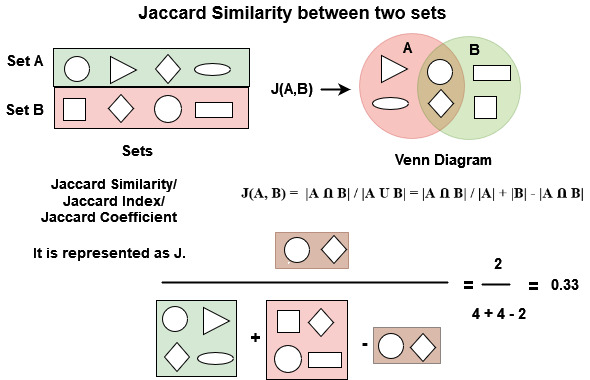 Jaccard Similarity between two sets
Set A
Set B
Sets
J(A,B)
A
B
Venn Diagram
Jaccard Similarity/
Jaccard Index/
Jaccard Coefficient
J(A, B) = |A Ω B| / |A U B| = |A Ω B| / |A| + |B| - |A Ω B|
It is represented as J.
+
-
=
2
4 + 4 - 2
= 0.33